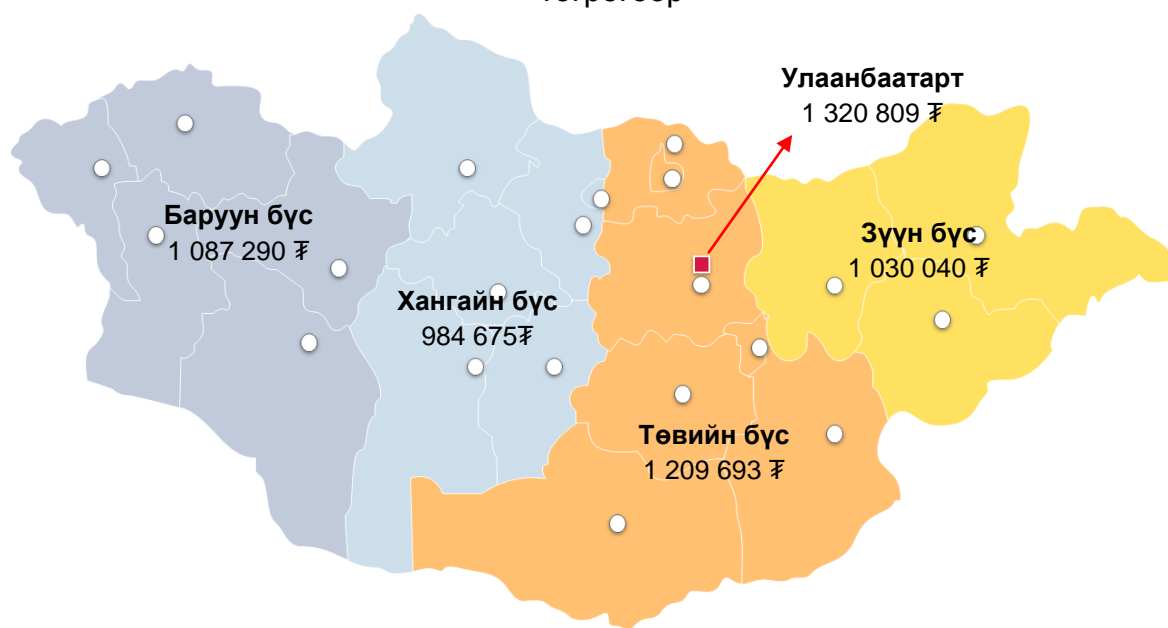 Улаанбаатарт
1 320 809 ₮
Баруун бүс
1 087 290 ₮
Зүүн бүс
1 030 040 ₮
Хангайн бүс
984 675₮
Төвийн бүс
1 209 693 ₮